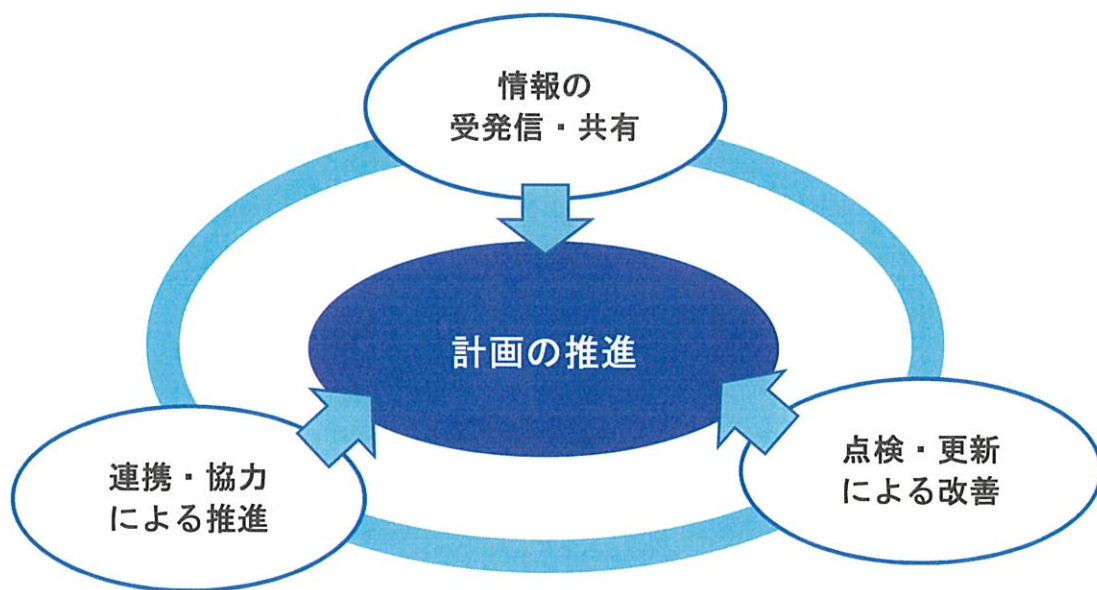 情報の
受発信・共有
計画の推進
連携・協力
による推進
点検・更新
による改善